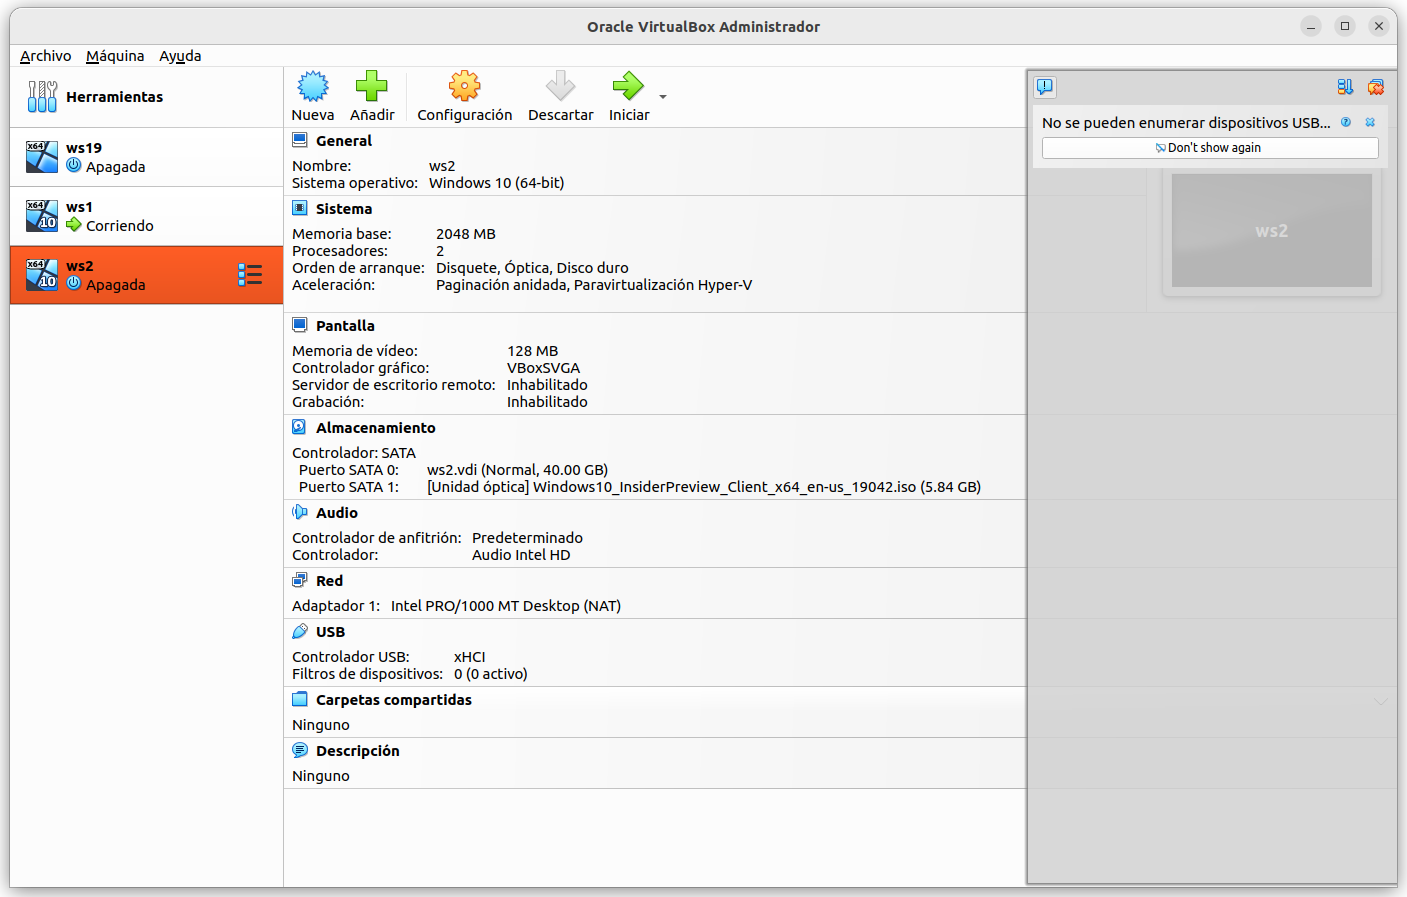 Oracle VirtualBox Administrador
Archivo Máquina Ayuda
Herramientas
ws19
Apagada
ws1
Corriendo
ws2
Apagada
Nueva Añadir Configuración Descartar Iniciar
General
Nombre: ws2
Sistema operativo: Windows 10 (64-bit)
Sistema
Memoria base: 2048 MB
Procesadores: 2
Orden de arranque: Disquete, Óptica, Disco duro
Aceleración: Paginación anidada, Paravirtualización Hyper-V
Pantalla
Memoria de vídeo: 128 MB
Controlador gráfico: VBoxSVGA
Servidor de escritorio remoto: Inhabilitado
Grabación: Inhabilitado
Almacenamiento
Controlador: SATA
Puerto SATA 0: ws2.vdi (Normal, 40.00 GB)
Puerto SATA 1: [Unidad óptica] Windows10_InsiderPreview_Client_x64_en-us_19042.iso (5.84 GB)
Audio
Controlador de anfitrión: Predeterminado
Controlador: Audio Intel HD
Red
Adaptador 1: Intel PRO/1000 MT Desktop (NAT)
USB
Controlador USB: xHCI
Filtros de dispositivos: 0 (0 activo)
Carpetas compartidas
Ninguno
Descripción
Ninguno
No se pueden enumerar dispositivos USB...
Don't show again
ws2
x64
x64
10
x64
10